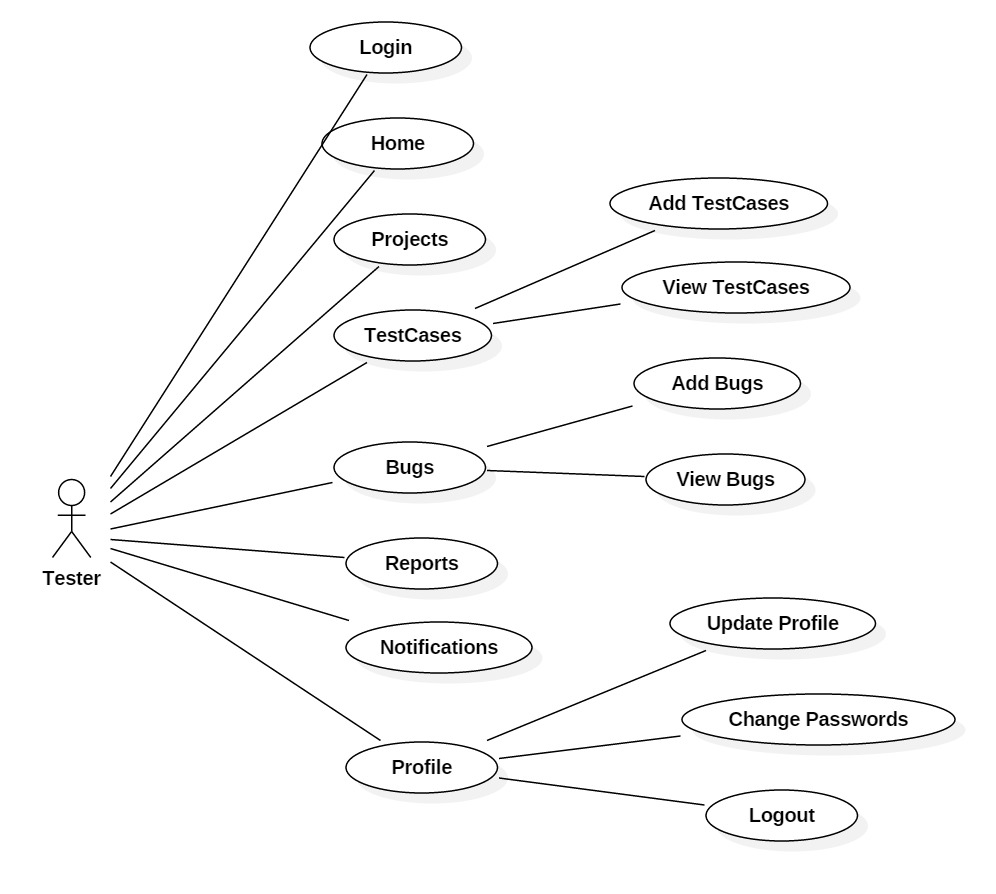 Login
Home
Projects
Add TestCases
View TestCases
TestCases
Add Bugs
Bugs
View Bugs
Tester
Reports
Notifications
Update Profile
Change Passwords
Profile
Logout